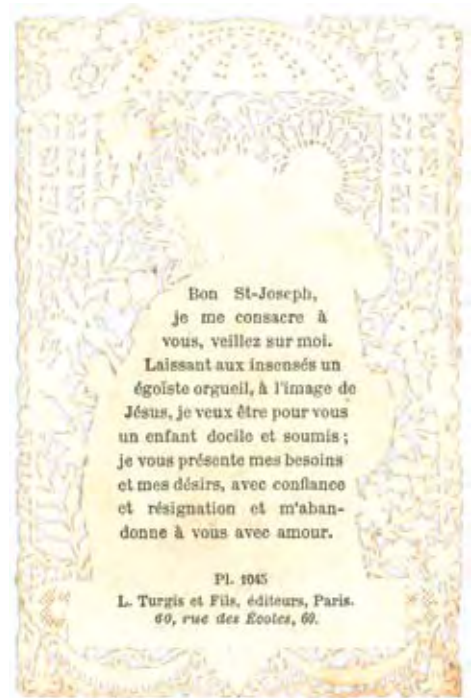 Bon St-Joseph,
je me consacre à
vous, veillez sur moi.
Laissant aux insensés un
égoïste orgueil, à l'image de
Jésus, je veux être pour vous
un enfant docile et soumis ;
je vous présente mes besoins
et mes désirs, avec confiance
et résignation et m'aban-
donne à vous avec amour.
Pl. 1045
L. Turgis et Fils, éditeurs, Paris.
60, rue des Écoles, 60.